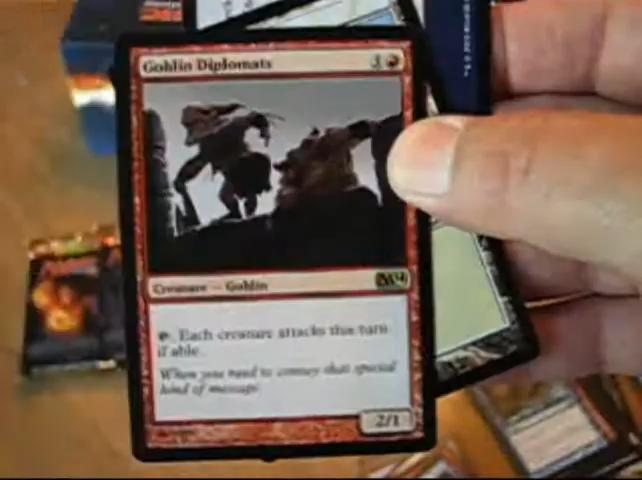 Goblin Diplomats 1
Creature — Goblin M14
: Each creature attacks this turn
if able.
When you need to convey that special
kind of message.
2/1